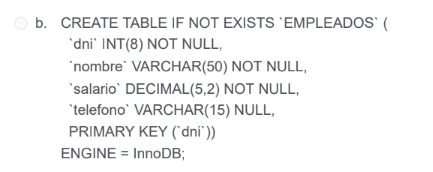 b. CREATE TABLE IF NOT EXISTS `EMPLEADOS` (
`dni` INT(8) NOT NULL,
`nombre` VARCHAR(50) NOT NULL,
`salario` DECIMAL(5,2) NOT NULL,
`telefono` VARCHAR(15) NULL,
PRIMARY KEY (`dni`))
ENGINE = InnoDB;